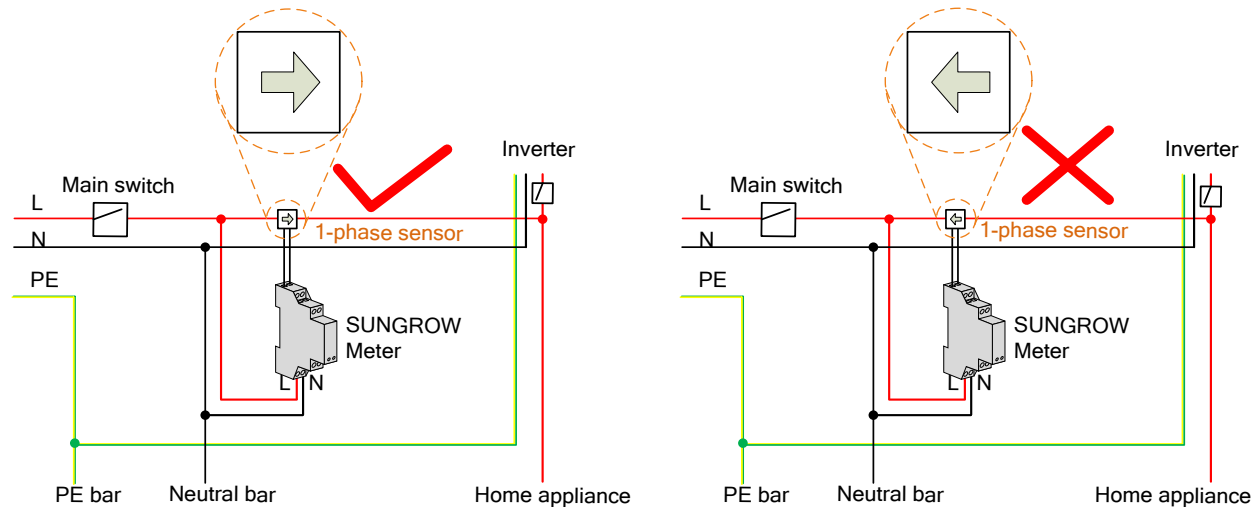 Inverter
Main switch
L
1-phase sensor
N
PE
SUNGROW
Meter
L N
PE bar
Neutral bar
Home appliance
Inverter
Main switch
L
1-phase sensor
N
PE
SUNGROW
Meter
L N
PE bar
Neutral bar
Home appliance